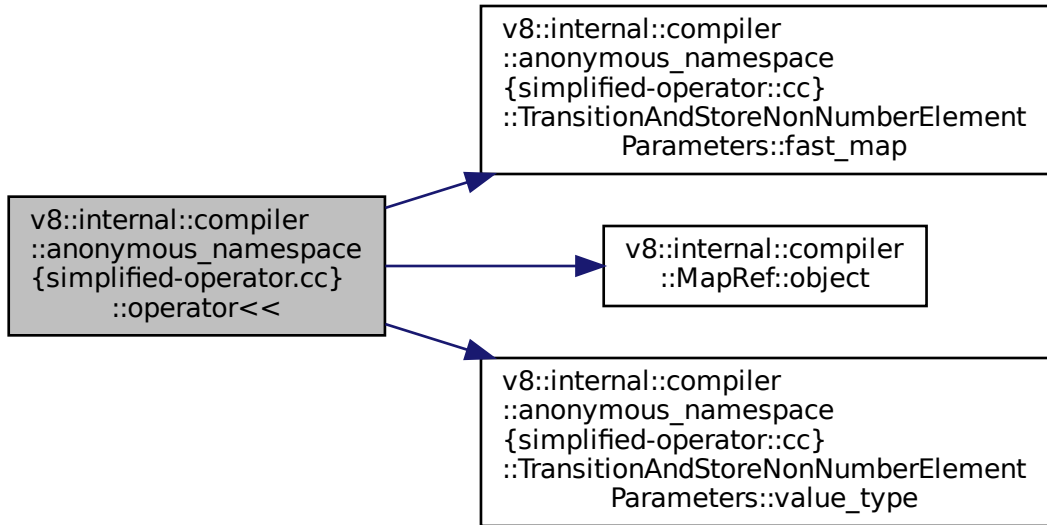 v8::internal::compiler
::anonymous_namespace
{simplified-operator.cc}
::operator<<
v8::internal::compiler
::anonymous_namespace
{simplified-operator::cc}
::TransitionAndStoreNonNumberElement
Parameters::fast_map
v8::internal::compiler
::MapRef::object
v8::internal::compiler
::anonymous_namespace
{simplified-operator::cc}
::TransitionAndStoreNonNumberElement
Parameters::value_type